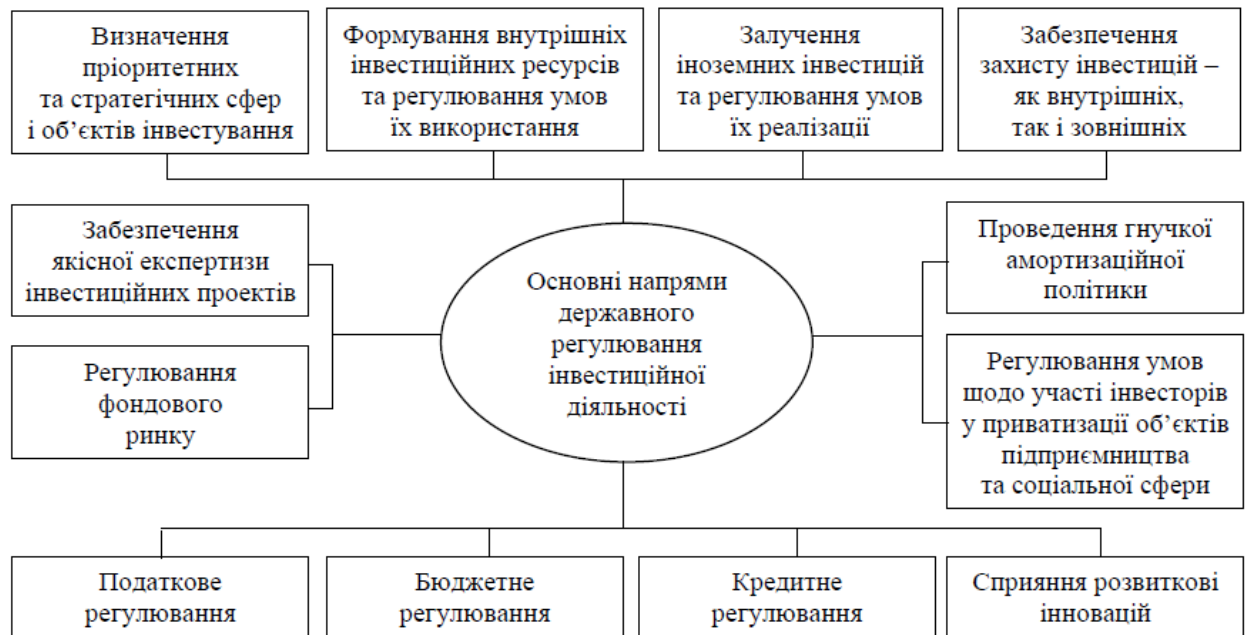 Визначення
пріоритетних
та стратегічних сфер
і об’єктів інвестування
Формування внутрішніх
інвестиційних ресурсів
та регулювання умов
їх використання
Залучення
іноземних інвестицій
та регулювання умов
їх реалізації
Забезпечення
захисту інвестицій –
як внутрішніх,
так і зовнішніх
Забезпечення
якісної експертизи
інвестиційних проектів
Регулювання
фондового
ринку
Основні напрями
державного
регулювання
інвестиційної
діяльності
Проведення гнучкої
амортизаційної
політики
Регулювання умов
щодо участі інвесторів
у приватизації об’єктів
підприємництва
та соціальної сфери
Податкове
регулювання
Бюджетне
регулювання
Кредитне
регулювання
Сприяння розвиткові
інновацій